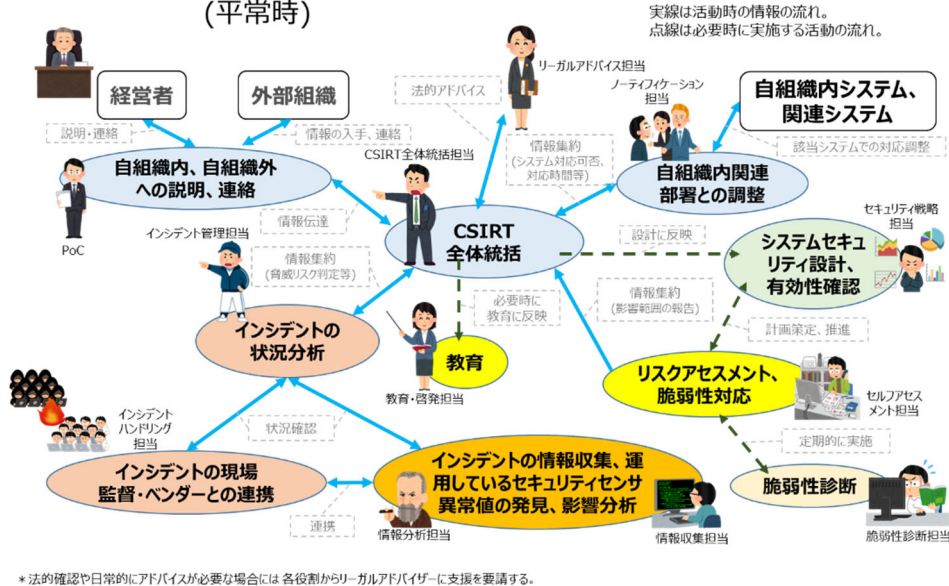 (平常時)
実線は活動時の情報の流れ。
点線は必要時に実施する活動の流れ。
経営者
外部組織
法的アドバイス
リーガルアドバイス担当
ノーティフィケーション
担当
自組織内システム、
関連システム
説明・連絡
情報の入手、連絡
該当システムでの対応調整
自組織内、自組織外
への説明、連絡
PoC
CSIRT全体統括担当
情報集約
(システム対応可否、
対応時間等)
自組織内関連
部署との調整
情報伝達
インシデント管理担当
CSIRT
全体統括
設計に反映
セキュリティ戦略
担当
システムセキュ
リティ設計、
有効性確認
情報集約
(脅威リスク判定等)
必要時に
教育に反映
情報集約
(影響範囲の報告)
計画策定、推進
インシデントの
状況分析
教育
教育・啓発担当
リスクアセスメント、
脆弱性対応
セルフアセス
メント担当
インシデント
ハンドリング
担当
状況確認
定期的に実施
インシデントの現場
監督・ベンダーとの連携
連携
インシデントの情報収集、運
用しているセキュリティセンサ
異常値の発見、影響分析
情報分析担当
情報収集担当
脆弱性診断
脆弱性診断担当
*法的確認や日常的にアドバイスが必要な場合には各役割からリーガルアドバイザーに支援を要請する。